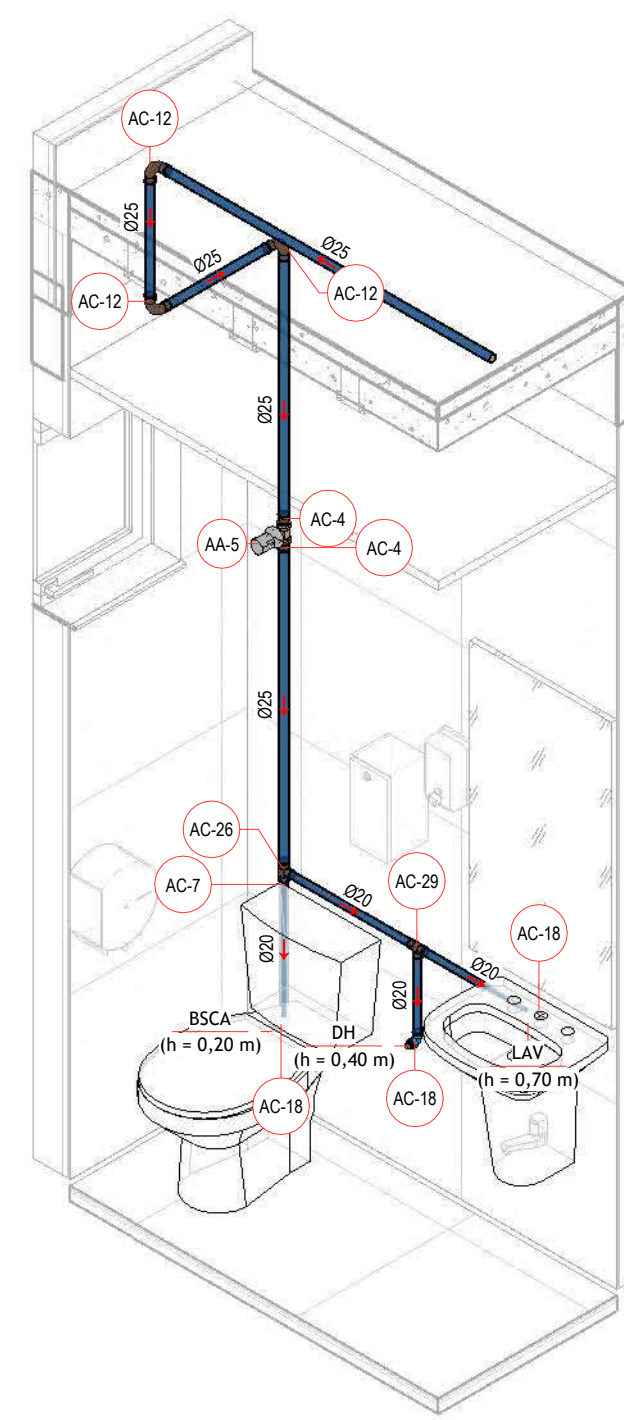 AC-12
Ø25
Ø25
Ø25
AC-12
AC-12
Ø25
AC-4
AA-5
AC-4
Ø25
AC-26
AC-7
AC-29
Ø20
AC-18
Ø20
Ø20
Ø20
BSCA
(h = 0,20 m)
DH
(h = 0,40 m)
LAV
(h = 0,70 m)
AC-18
AC-18